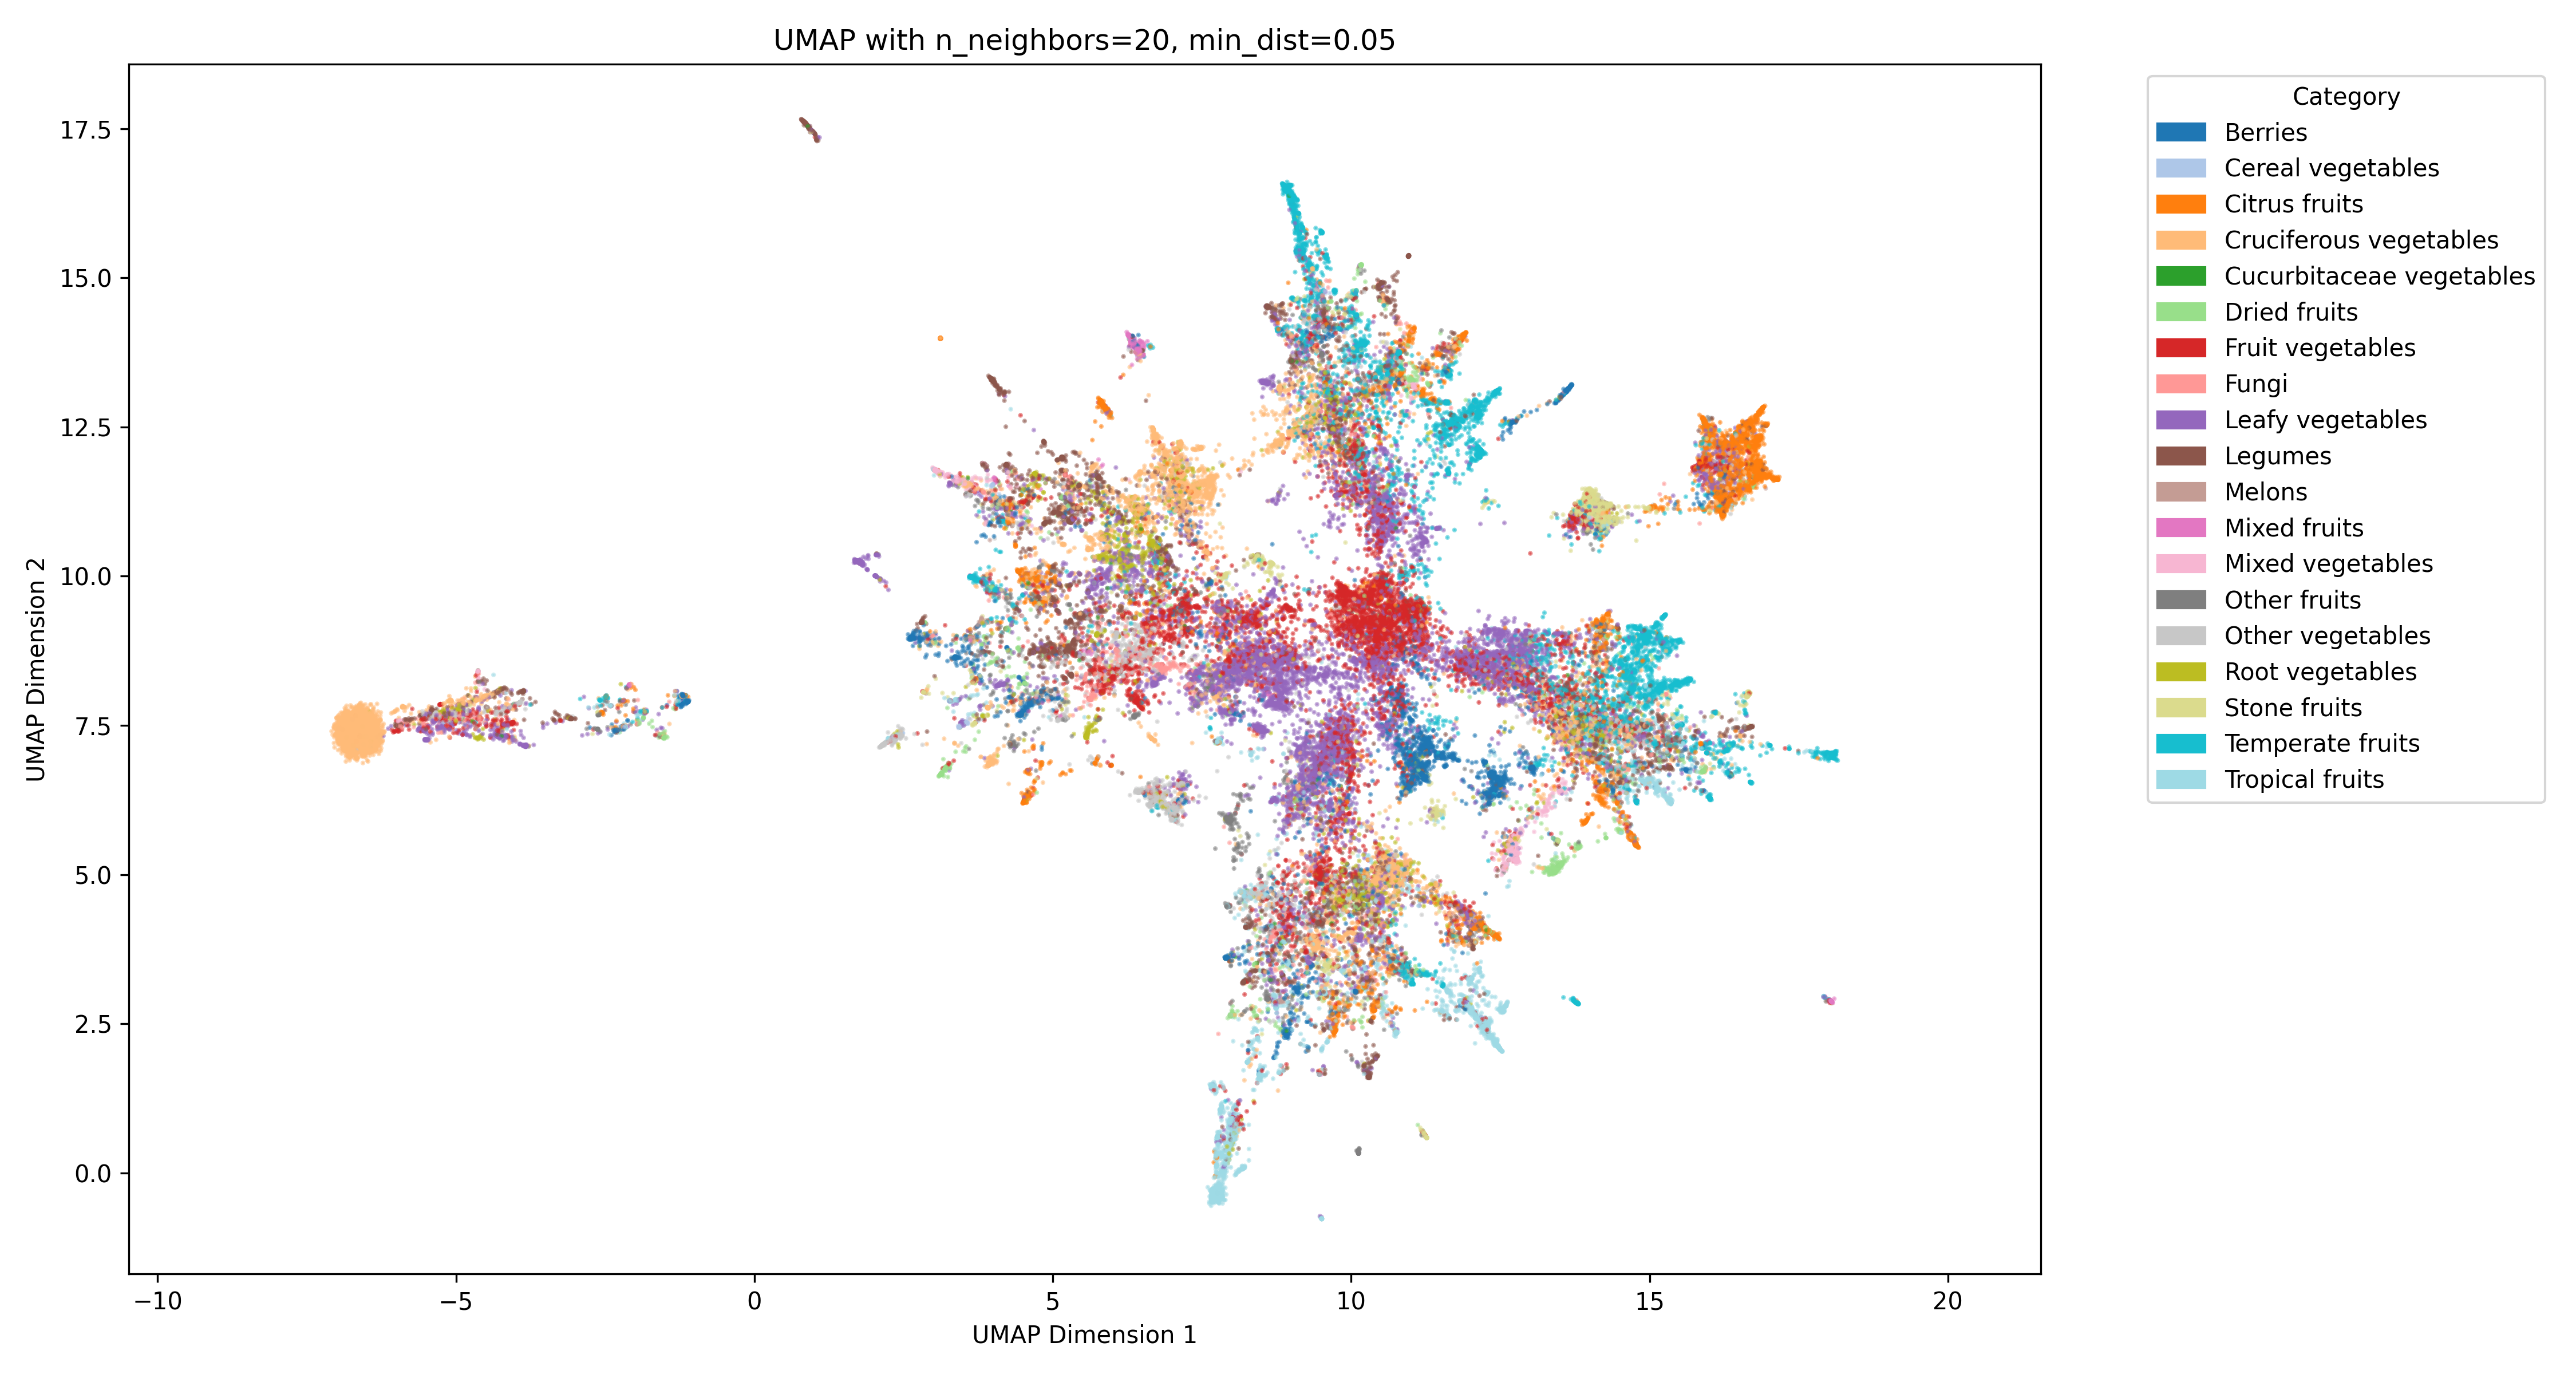 UMAP with n_neighbors=20, min_dist=0.05
17.5
15.0
12.5
10.0
7.5
5.0
2.5
0.0
UMAP Dimension 2
−10
−5
0
5
10
15
20
UMAP Dimension 1
Category
Berries
Cereal vegetables
Citrus fruits
Cruciferous vegetables
Cucurbitaceae vegetables
Dried fruits
Fruit vegetables
Fungi
Leafy vegetables
Legumes
Melons
Mixed fruits
Mixed vegetables
Other fruits
Other vegetables
Root vegetables
Stone fruits
Temperate fruits
Tropical fruits